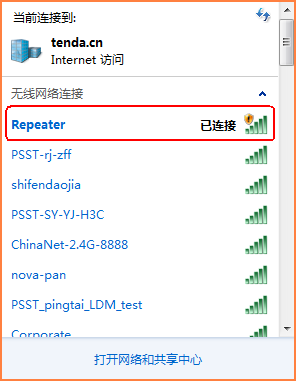 当前连接到:
tenda.cn
Internet 访问
无线网络连接
Repeater 已连接
PSST-rj-zff
shifendaojia
PSST-SY-YJ-H3C
ChinaNet-2.4G-8888
nova-pan
PSST_pingtai_LDM_test
Corporate
打开网络和共享中心